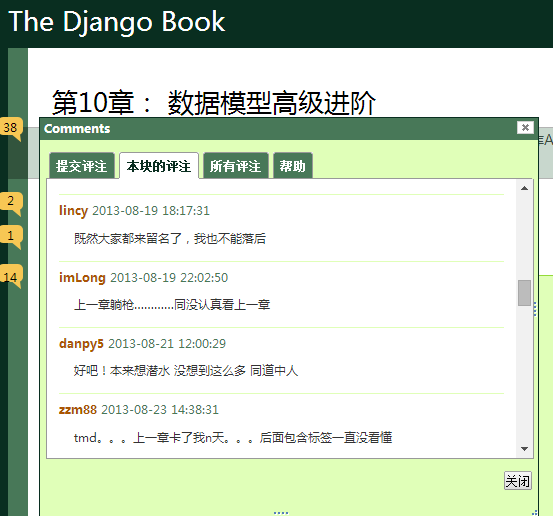 The Django Book
第10章： 数据模型高级进阶
38
Comments
提交评注 本块的评注 所有评注 帮助
2
lincy 2013-08-19 18:17:31
1
既然大家都来留名了，我也不能落后
14
imLong 2013-08-19 22:02:50
上一章躺枪…………同没认真看上一章
danpy5 2013-08-21 12:00:29
好吧！本来想潜水 没想到这么多 同道中人
zzm88 2013-08-23 14:38:31
tmd。。。上一章卡了我n天。。。后面包含标签一直没看懂
关闭